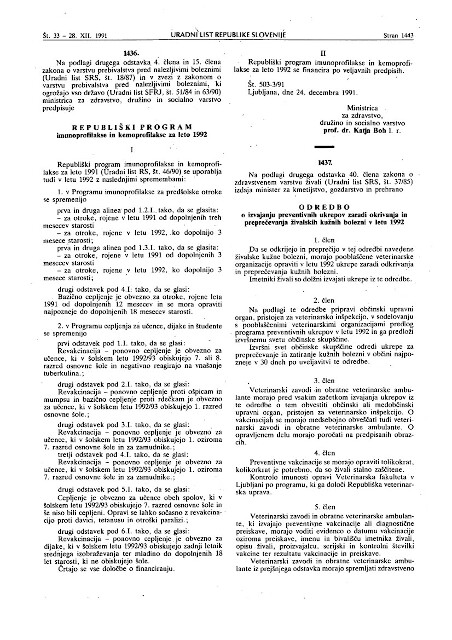 Št. 33 – 28. XII. 1991
URADNI LIST REPUBLIKE SLOVENIJE
Stran 1447
1436.
Na podlagi drugega odstavka 4. člena in 15. člena
zakona o varstvu prebivalstva pred nalezljivimi boleznimi
(Uradni list SRS, št. 18/87) in v zvezi z zakonom o
varstvu prebivalstva pred nalezljivimi boleznimi, ki
ogrožajo vso državo (Uradni list SFRJ, št. 51/84 in 63/90)
ministrica za zdravstvo, družino in socialno varstvo
predpisuje
REPUBLIŠKI PROGRAM
imunoprofilakse in kemoprofilakse za leto 1992
I
Republiški program imunoprofilakse in kemoprofi-
lakse za leto 1991 (Uradni list RS, št. 46/90) se uporablja
tudi v letu 1992 z naslednjimi spremembami:
1. v Programu imunoprofilakse za predšolske otroke
se spremenijo
prva in druga alinea pod 1.2.1. tako, da se glasita:
– za otroke, rojene v letu 1991 od dopolnjenih treh
mesecev starosti
– za otroke, rojene v letu 1992, ko dopolnijo 3
mesece starosti;
prva in druga alinea pod 1.3.1. tako, da se glasita:
– za otroke, rojene v letu 1991 od dopolnjenih 3
mesecev starosti
– za otroke, rojene v letu 1992, ko dopolnijo 3
mesece starosti;
drugi odstavek pod 4.1. tako, da se glasi:
Bazično cepljenje je obvezno za otroke, rojene leta
1991 od dopolnjenih 12 mesecev in se mora opraviti
najpozneje do dopolnjenih 18 mesecev starosti.
2. v Programu cepljenja za učence, dijake in študente
se spremenijo
prvi odstavek pod 1.1. tako, da se glasi:
Revakcinacija – ponovno cepljenje je obvezno za
učence, ki v šolskem letu 1992/93 obiskujejo 7. ali 8.
razred osnovne šole in negativno reagirajo na vnašanje
tuberkulina.;
drugi odstavek pod 2.1. tako, da se glasi:
Revakcinacija – ponovno cepljenje proti ošpicam in
mumpsu in bazično cepljenje proti rdečkam je obvezno
za učence, ki v šolskem letu 1992/93 obiskujejo 1. razred
osnovne šole.;
drugi odstavek pod 3.1. tako, da se glasi:
Revakcinacija – ponovno cepljenje je obvezno za
učence, ki v šolskem letu 1992/93 obiskujejo 1. oziroma
7. razred osnovne šole in za zamudnike.;
tretji odstavek pod 4.1. tako, da se glasi:
Revakcinacija – ponovno cepljenje je obvezno za
učence, ki v šolskem letu 1992/93 obiskujejo 1. oziroma
7. razred osnovne šole in za zamudnike.;
drugi odstavek pod 5.1. tako, da se glasi:
Cepljenje je obvezno za učence obeh spolov, ki v
šolskem letu 1992/93 obiskujejo 7. razred osnovne šole in
še niso bili cepljeni. Opravi se lahko sočasno z revakcina-
cijo proti davici, tetanusu in otroški paralizi.;
drugi odstavek pod 6.1. tako, da se glasi:
Revakcinacija – ponovno cepljenje je obvezno za
dijake, ki v šolskem letu 1992/93 obiskujejo zadnji letnik
srednjega izobraževanja ter mladino do dopolnjenih 18
let starosti, ki ne obiskujejo šole.
Črtajo se vse določbe o financiranju.
II
Republiški program imunoprofilakse in kemoprofi-
lakse za leto 1992 se financira po veljavnih predpisih.
Št. 503-3/91
Ljubljana, dne 24. decembra 1991.
Ministrica
za zdravstvo,
družino in socialno varstvo
prof. dr. Katja Boh l. r.
1437.
Na podlagi drugega odstavka 40. člena zakona o
zdravstvenem varstvu živali (Uradni list SRS, št. 37/85)
izdaja minister za kmetijstvo, gozdarstvo in prehrano
ODREDBO
o izvajanju preventivnih ukrepov zaradi odkrivanja in
preprečevanja živalskih kužnih bolezni v letu 1992
1. člen
Da se odkrijejo in preprečijo v tej odredbi navedene
živalske kužne bolezni, morajo pooblaščene veterinarske
organizacije opraviti v letu 1992 ukrepe zaradi odkrivanja
in preprečevanja kužnih bolezni.
Imetniki živali so dolžni izvajati ukrepe iz te odredbe.
2. člen
Na podlagi te odredbe pripravi občinski upravni
organ, pristojen za veterinarsko inšpekcijo, v sodelovanju
s pooblaščenimi veterinarskimi organizacijami predlog
programa preventivnih ukrepov v letu 1992 in ga predloži
izvršnemu svetu občinske skupščine.
Izvršni svet občinske skupščine odredi ukrepe za
preprečevanje in zatiranje kužnih bolezni v občini najpo-
zneje v 30 dneh po uveljavitvi te odredbe.
3. člen
Veterinarski zavodi in obratne veterinarske ambu-
lante morajo pred vsakim začetkom izvajanja ukrepov iz
te odredbe o tem obvestiti občinski ali medobčinski
upravni organ, pristojen za veterinarsko inšpekcijo. O
vakcinacijah se morajo medsebojno obveščati tudi veteri-
narski zavodi in obratne veterinarske ambulante. O
opravljenem delu morajo poročati na predpisanih obraz-
cih.
4. člen
Preventivne vakcinacije se morajo opraviti tolikokrat,
kolikorkrat je potrebno, da so živali stalno zaščitene.
Kontrolo imunosti opravi Veterinarska fakulteta v
Ljubljani po programu, ki ga določi Republiška veterinar-
ska uprava.
5. člen
Veterinarski zavodi in obratne veterinarske ambulan-
te, ki izvajajo preventivne vakcinacije ali diagnostične
preiskave, morajo voditi evidenco o datumu vakcinacije
oziroma preiskave, imenu in bivališču imetnika živali,
opisu živali, proizvajalcu, serijski in kontrolni številki
vakcine ter rezultatu vakcinacije in preiskave.
Veterinarski zavodi in obratne veterinarske ambu-
lante iz prejšnjega odstavka morajo spremljati zdravstveno